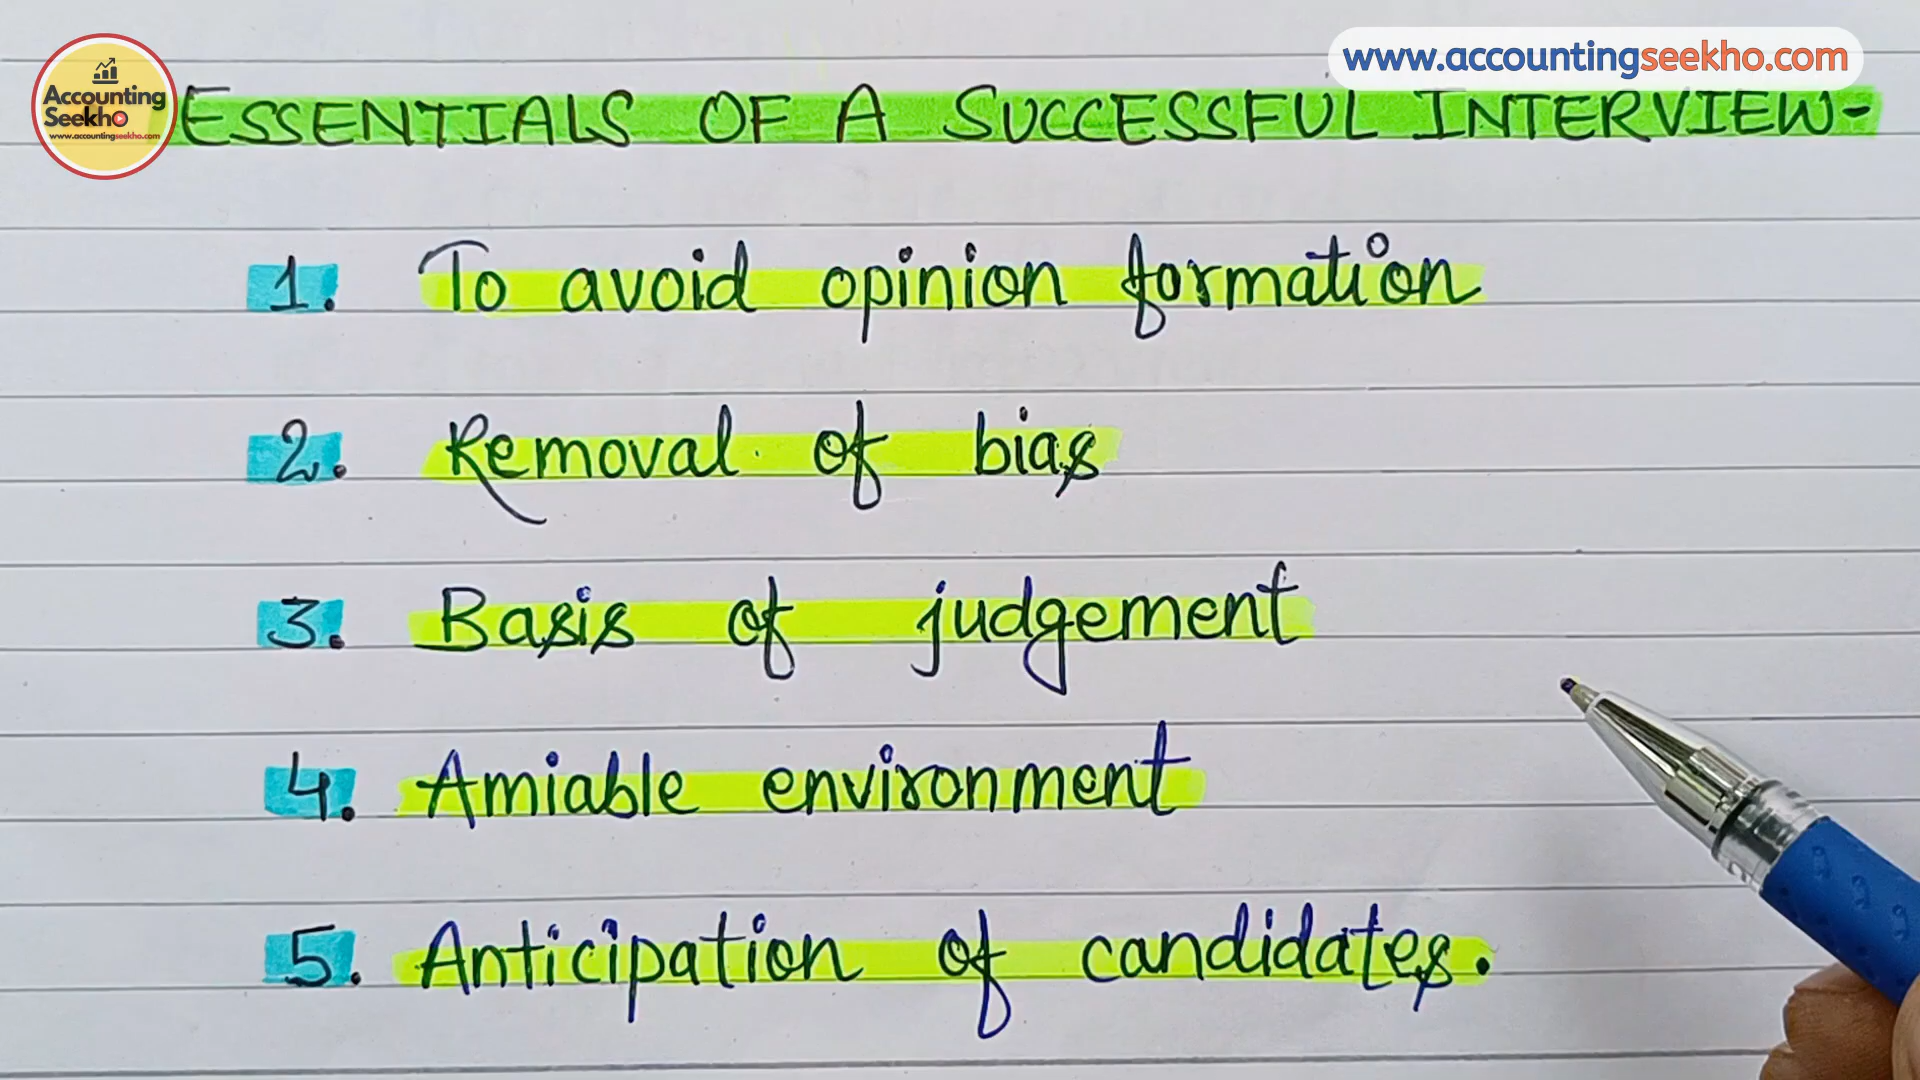 Accounting
Seekho
www.accountingseekho.com
www.accountingseekho.com
ESSENTIALS OF A SUCCESSFUL INTERVIEW-
1. To avoid opinion formation
2. Removal of bias
3. Basis of judgement
4. Amiable environment
5. Anticipation of candidates.